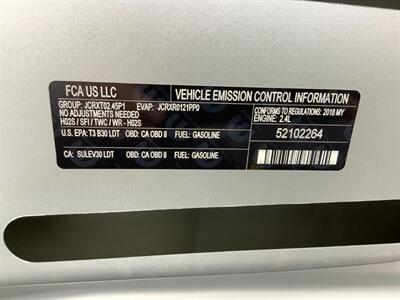 FCA US LLC VEHICLE EMISSION CONTROL INFORMATION
GROUP: JCRXT02.45P1 EVAP: JCRXR0121PP0 CONFORMS TO REGULATIONS: 2018 MY
NO ADJUSTMENTS NEEDED ENGINE: 2.4L
H02S / SFI / TWC / WR - H02S
U.S. EPA: T3 B30 LDT OBD: CA OBD II FUEL: GASOLINE 52102264
CA: SULEV30 LDT OBD: CA OBD II FUEL: GASOLINE